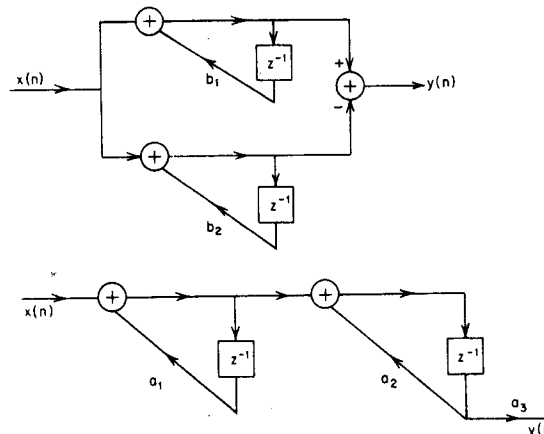 +
z⁻¹
b₁
x(n)
+
+
-
y(n)
+
z⁻¹
b₂
x(n)
+
+
z⁻¹
z⁻¹
a₁
a₂
a₃
y(